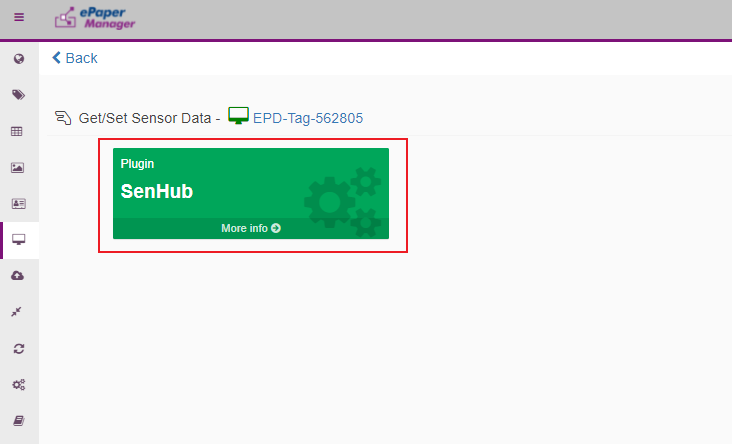 ePaper
Manager
Back
Get/Set Sensor Data - EPD-Tag-562805
Plugin
SenHub
More info